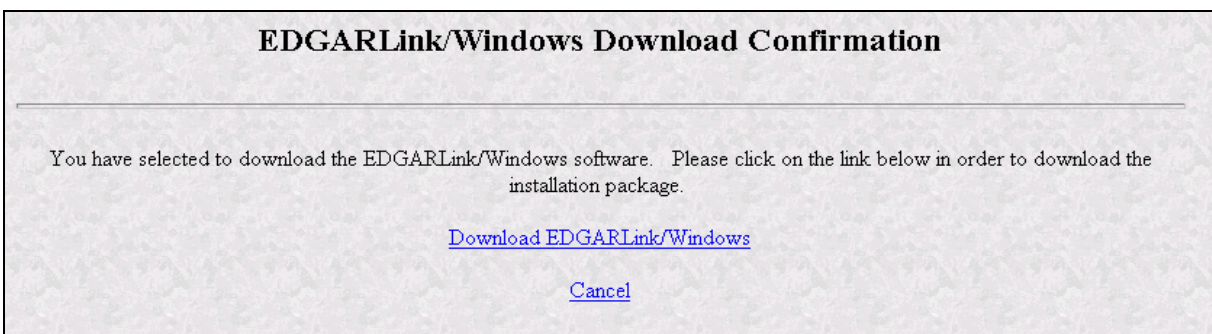 EDGARLink/Windows Download Confirmation
You have selected to download the EDGARLink/Windows software. Please click on the link below in order to download the
installation package.
Download EDGARLink/Windows
Cancel